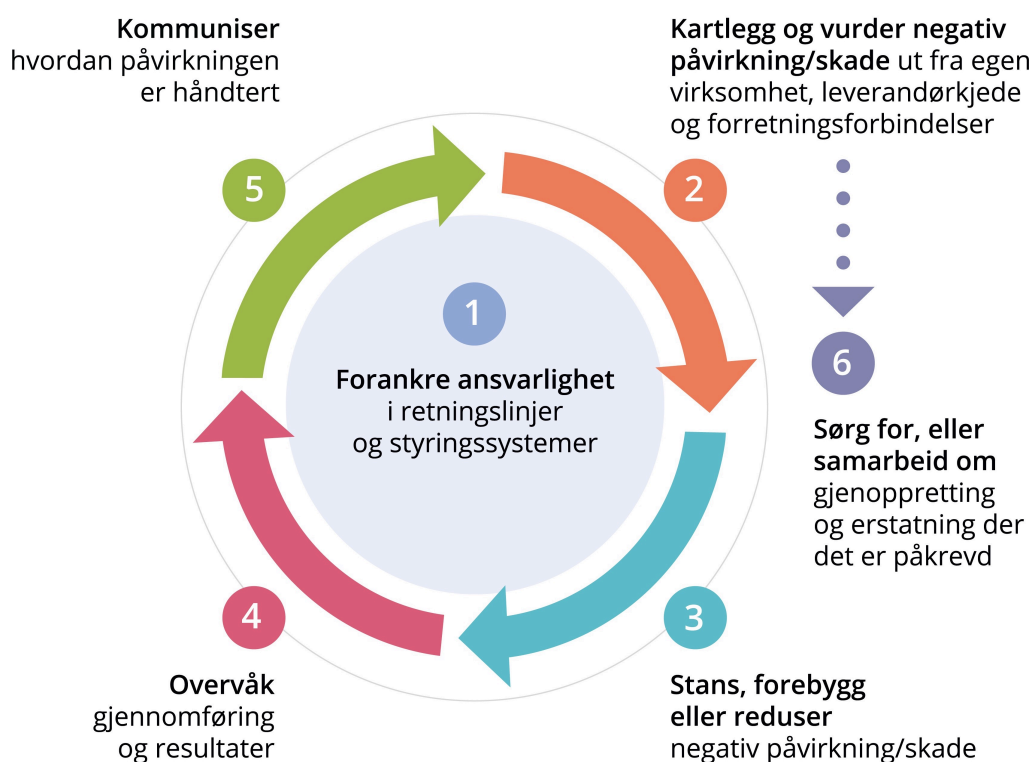 Kommuniser
hvordan påvirkningen
er håndtert
5
Kartlegg og vurder negativ
påvirkning/skade ut fra egen
virksomhet, leverandørkjede
og forretningsforbindelser
2
1
Forankre ansvarlighet
i retningslinjer
og styringssystemer
6
Sørg for, eller
samarbeid om
gjenoppretting
og erstatning der
det er påkrevd
4
Overvåk
gjennomføring
og resultater
3
Stans, forebygg
eller reduser
negativ påvirkning/skade